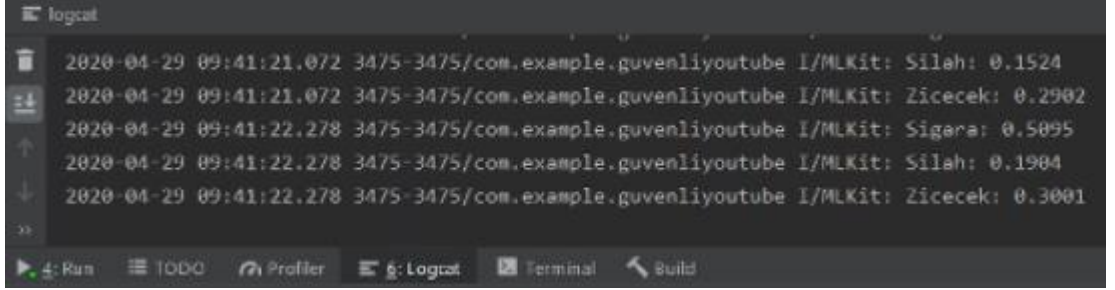 logcat
2020-04-29 09:41:21.072 3475-3475/com.example.guvenliyoutube I/MLKit: Silah: 0.1524
2020-04-29 09:41:21.072 3475-3475/com.example.guvenliyoutube I/MLKit: Zicecek: 0.2902
2020-04-29 09:41:22.278 3475-3475/com.example.guvenliyoutube I/MLKit: Sigara: 0.5095
2020-04-29 09:41:22.278 3475-3475/com.example.guvenliyoutube I/MLKit: Silah: 0.1904
2020-04-29 09:41:22.278 3475-3475/com.example.guvenliyoutube I/MLKit: Zicecek: 0.3001
4: Run TODO Profiler 6: Logcat Terminal Build